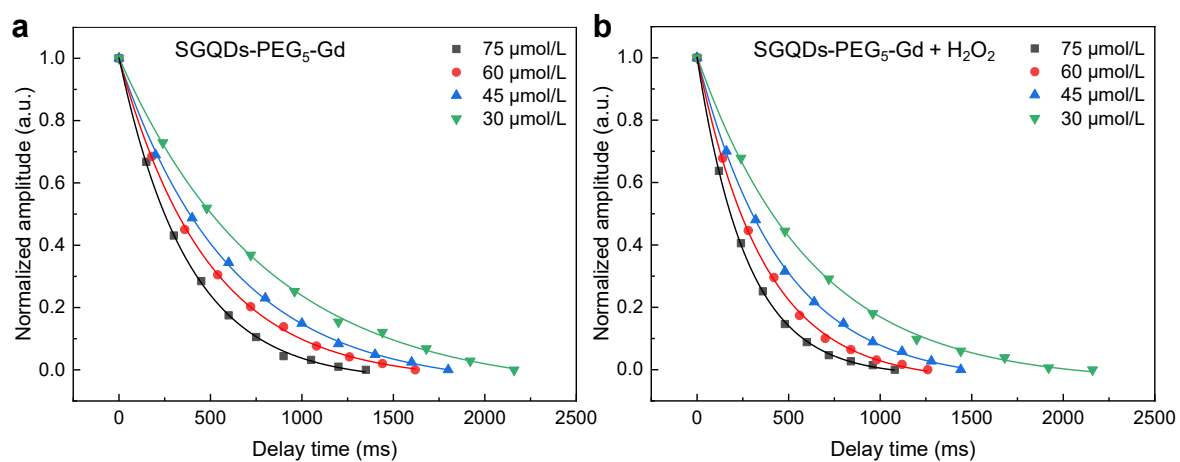 a
SGQDs-PEG5-Gd
75 μmol/L
60 μmol/L
45 μmol/L
30 μmol/L
Normalized amplitude (a.u.)
1.0
0.8
0.6
0.4
0.2
0.0
0
500
1000
1500
2000
2500
Delay time (ms)
b
SGQDs-PEG5-Gd + H2O2
75 μmol/L
60 μmol/L
45 μmol/L
30 μmol/L
Normalized amplitude (a.u.)
1.0
0.8
0.6
0.4
0.2
0.0
0
500
1000
1500
2000
2500
Delay time (ms)